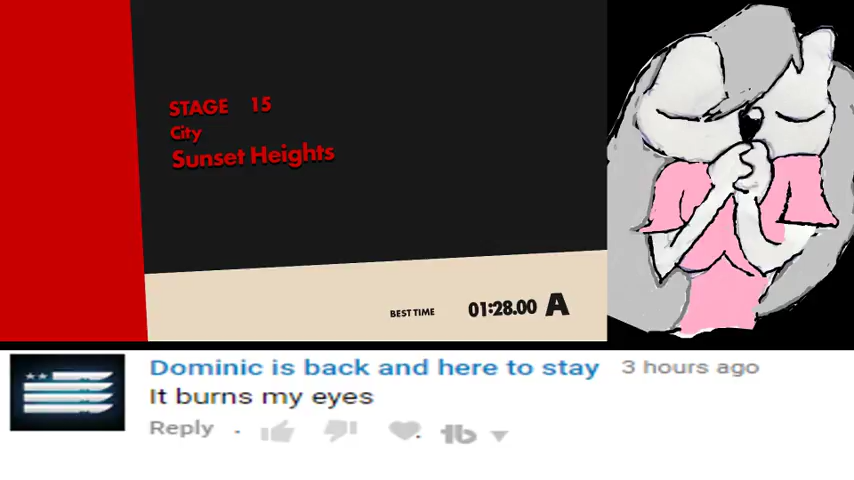 STAGE 15
City
Sunset Heights
BEST TIME 01:28.00 A
Dominic is back and here to stay 3 hours ago
It burns my eyes
Reply